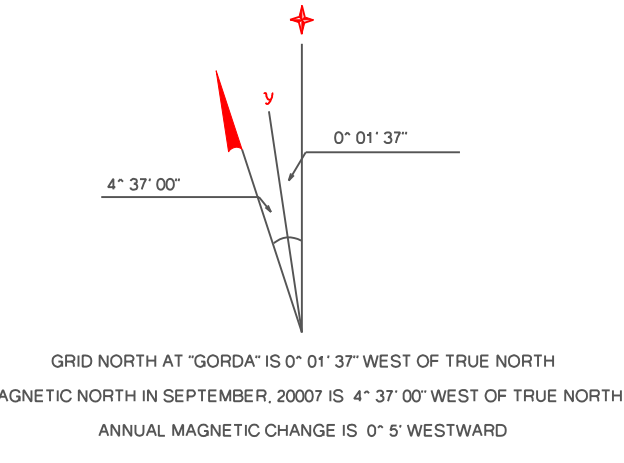 y
0^ 01' 37"
4^ 37' 00"
GRID NORTH AT "GORDA" IS 0^ 01' 37" WEST OF TRUE NORTH
AGNETIC NORTH IN SEPTEMBER, 20007 IS 4^ 37' 00" WEST OF TRUE NORTH
ANNUAL MAGNETIC CHANGE IS 0^ 5' WESTWARD